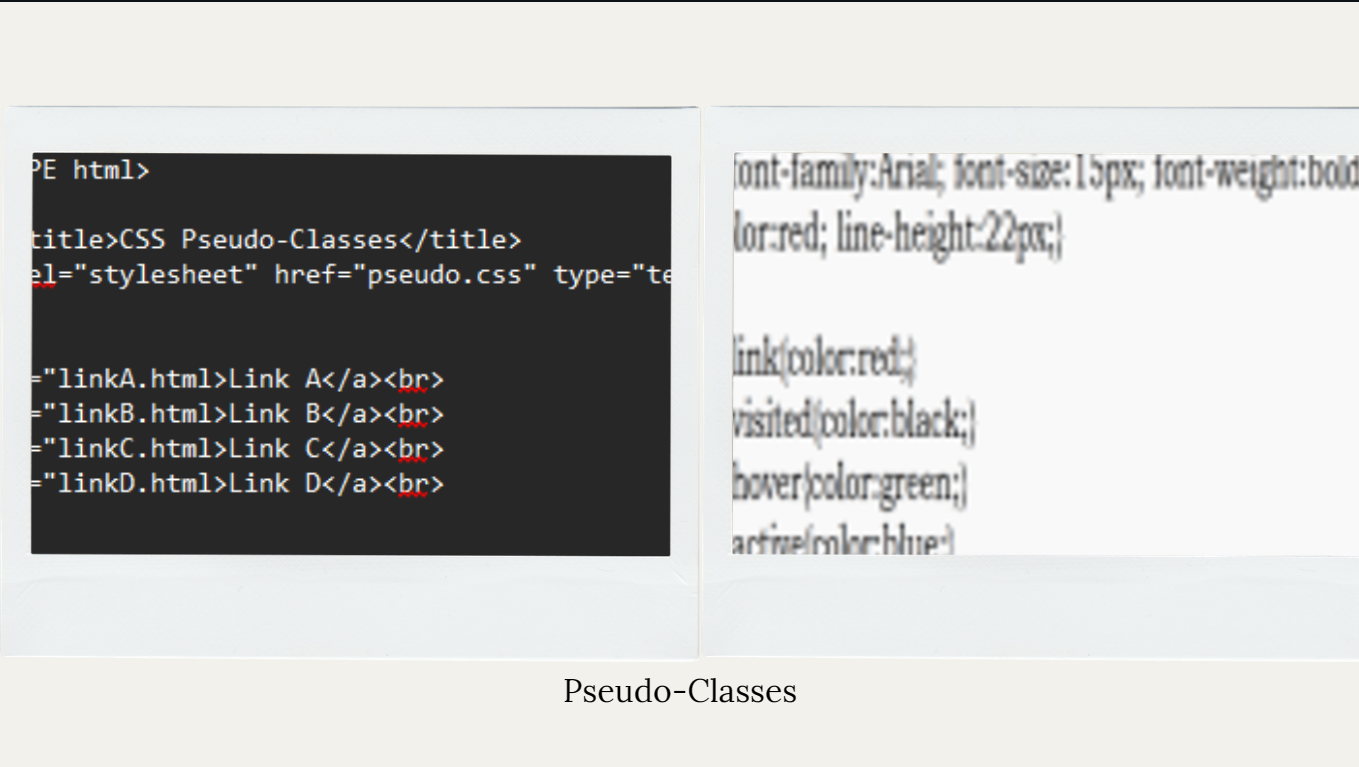 PE html>
title>CSS Pseudo-Classes</title>
el="stylesheet" href="pseudo.css" type="te
="linkA.html>Link A</a><br>
="linkB.html>Link B</a><br>
="linkC.html>Link C</a><br>
="linkD.html>Link D</a><br>
font-family:Arial; font-size:15px; font-weight:bold
lor:red; line-height:22px;}
link{color:red;}
visited{color:black;}
hover{color:green;}
active{color:blue;}
Pseudo-Classes